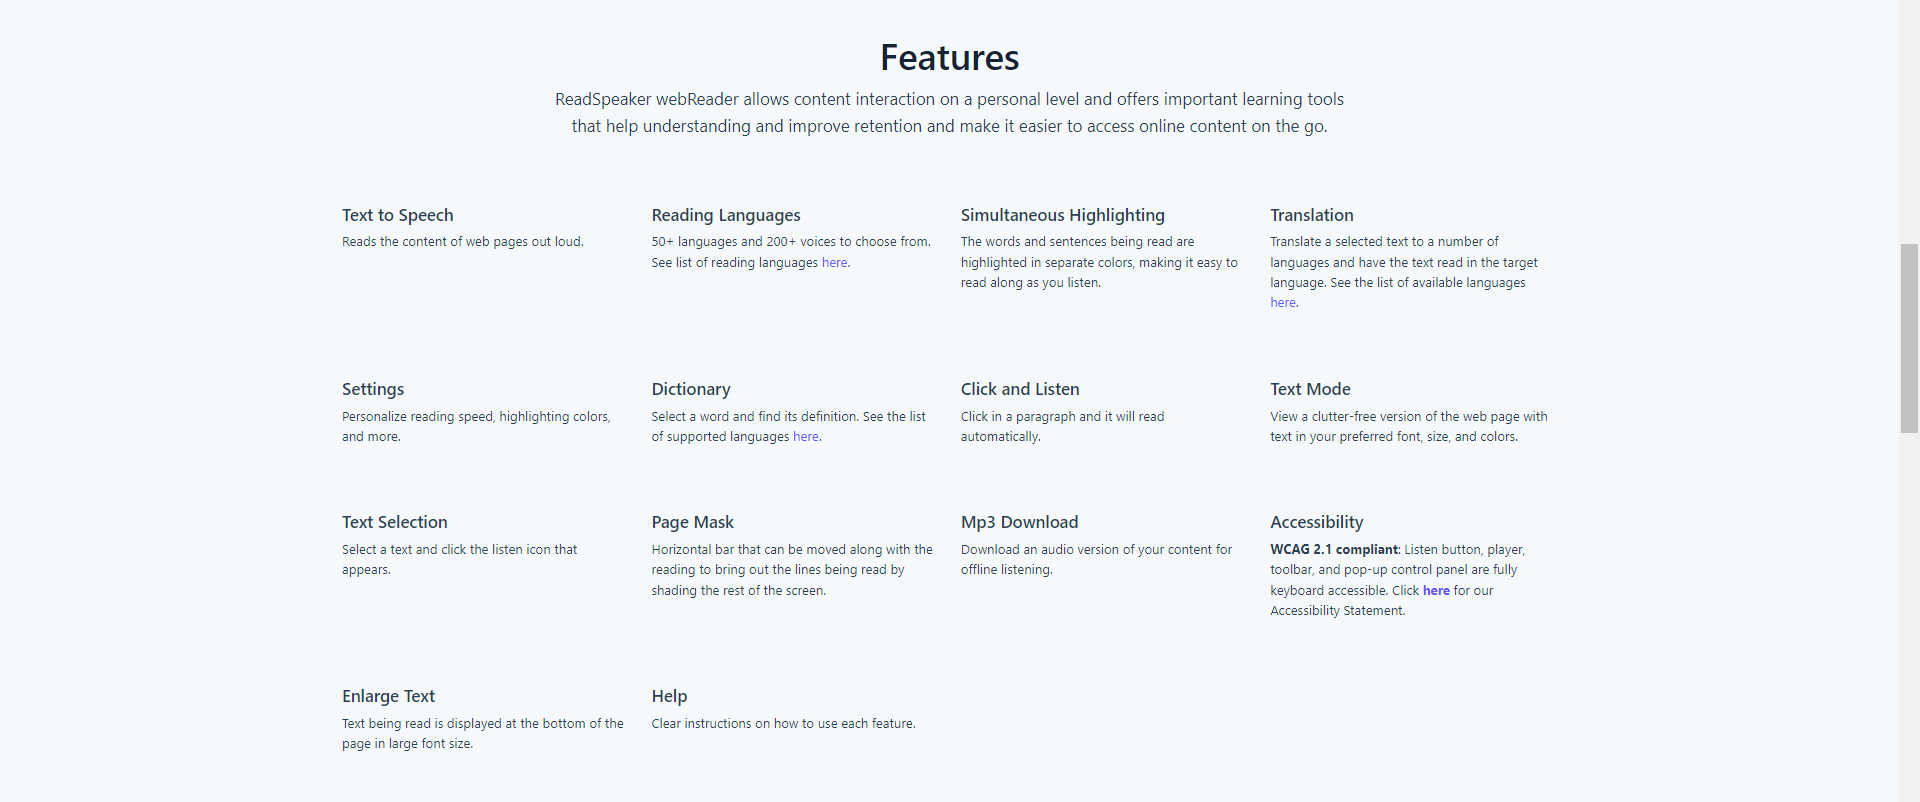 Features
ReadSpeaker webReader allows content interaction on a personal level and offers important learning tools
that help understanding and improve retention and make it easier to access online content on the go.
Text to Speech
Reads the content of web pages out loud.
Reading Languages
50+ languages and 200+ voices to choose from.
See list of reading languages here.
Simultaneous Highlighting
The words and sentences being read are
highlighted in separate colors, making it easy to
read along as you listen.
Translation
Translate a selected text to a number of
languages and have the text read in the target
language. See the list of available languages
here.
Settings
Personalize reading speed, highlighting colors,
and more.
Dictionary
Select a word and find its definition. See the list
of supported languages here.
Click and Listen
Click in a paragraph and it will read
automatically.
Text Mode
View a clutter-free version of the web page with
text in your preferred font, size, and colors.
Text Selection
Select a text and click the listen icon that
appears.
Page Mask
Horizontal bar that can be moved along with the
reading to bring out the lines being read by
shading the rest of the screen.
Mp3 Download
Download an audio version of your content for
offline listening.
Accessibility
WCAG 2.1 compliant: Listen button, player,
toolbar, and pop-up control panel are fully
keyboard accessible. Click here for our
Accessibility Statement.
Enlarge Text
Text being read is displayed at the bottom of the
page in large font size.
Help
Clear instructions on how to use each feature.